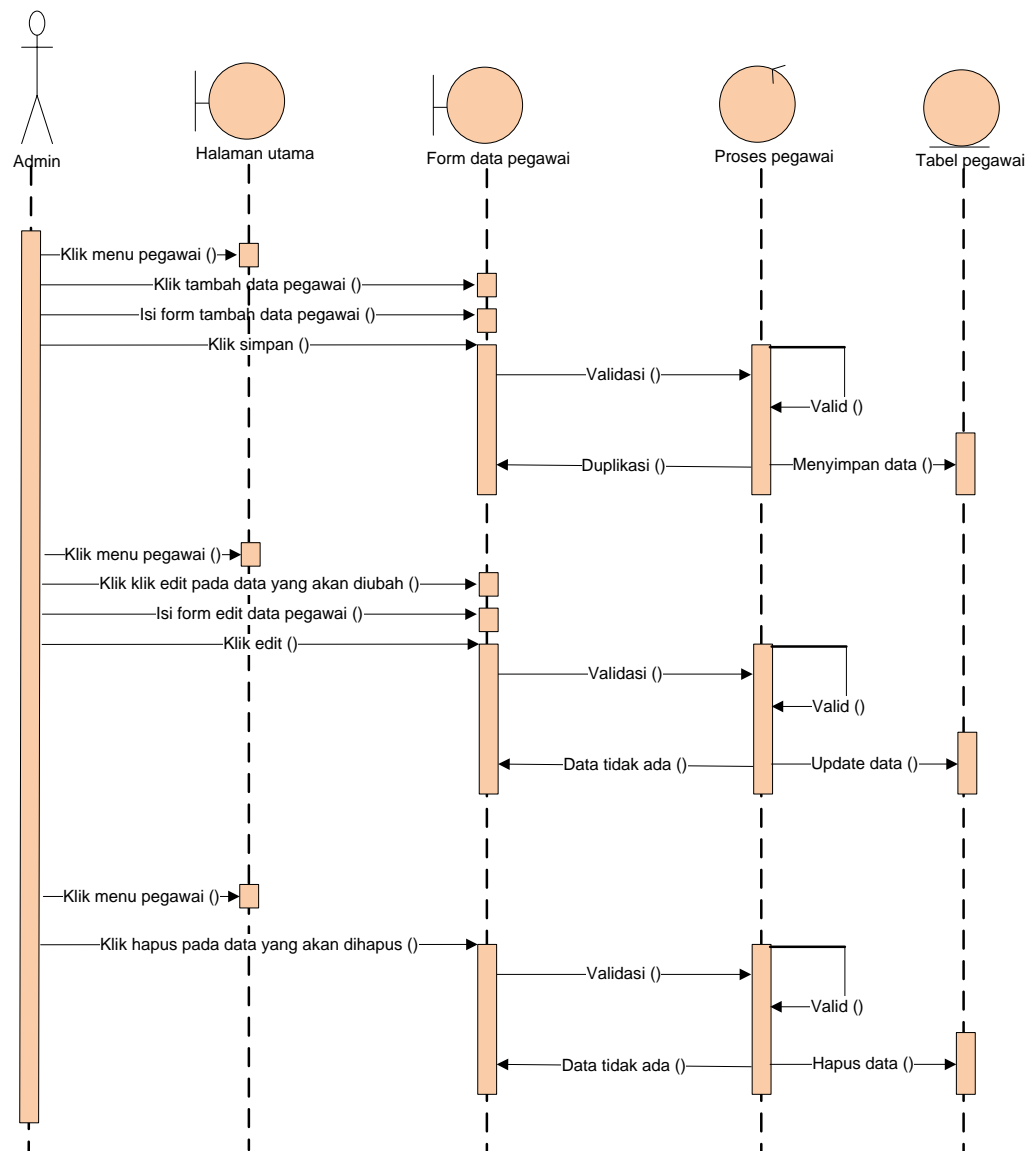 Admin
Halaman utama
Form data pegawai
Proses pegawai
Tabel pegawai
Klik menu pegawai ()
Klik tambah data pegawai ()
Isi form tambah data pegawai ()
Klik simpan ()
Validasi ()
Valid ()
Duplikasi ()
Menyimpan data ()
Klik menu pegawai ()
Klik klik edit pada data yang akan diubah ()
Isi form edit data pegawai ()
Klik edit ()
Validasi ()
Valid ()
Data tidak ada ()
Update data ()
Klik menu pegawai ()
Klik hapus pada data yang akan dihapus ()
Validasi ()
Valid ()
Data tidak ada ()
Hapus data ()